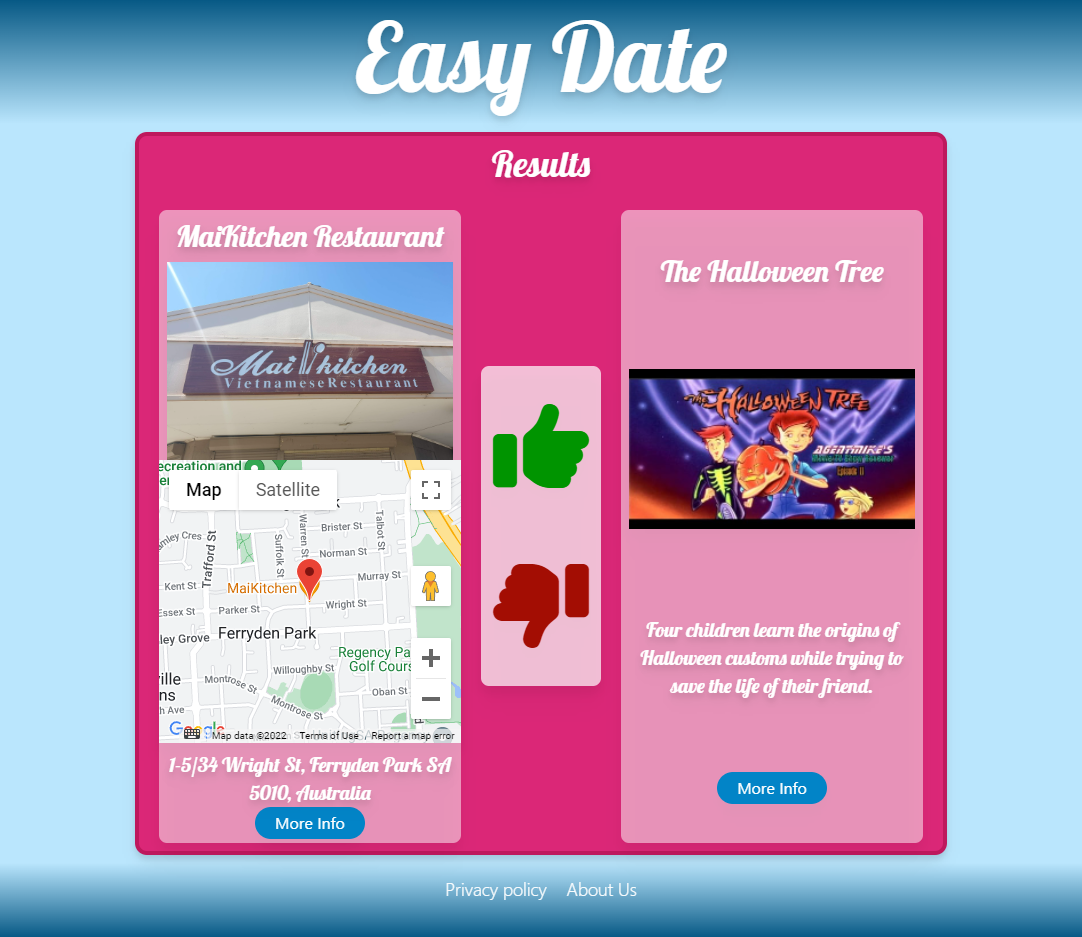 Easy Date
Results
MaiKitchen Restaurant
Mai kitchen
VietnameseRestaurant
ecreation and
Map
Satellite
Brister St
Norman St
Warren St
Suffolk St
Talbot St
Trafford St
Murray St
Kent St
MaiKitchen
Wright St
Parker St
Essex St
ley Grove
Ferryden Park
Regency Pa
Golf Cours
Willoughby St
Montrose St
Oban St
Montrose St
ville
ns
h Ave
Google
Map data ©2022
Terms of Use
Report a map error
1-5/34 Wright St, Ferryden Park SA
5010, Australia
More Info
The Halloween Tree
THE HALLOWEEN TREE
AGENTMIKE'S
Episode 11
Four children learn the origins of
Halloween customs while trying to
save the life of their friend.
More Info
Privacy policy
About Us